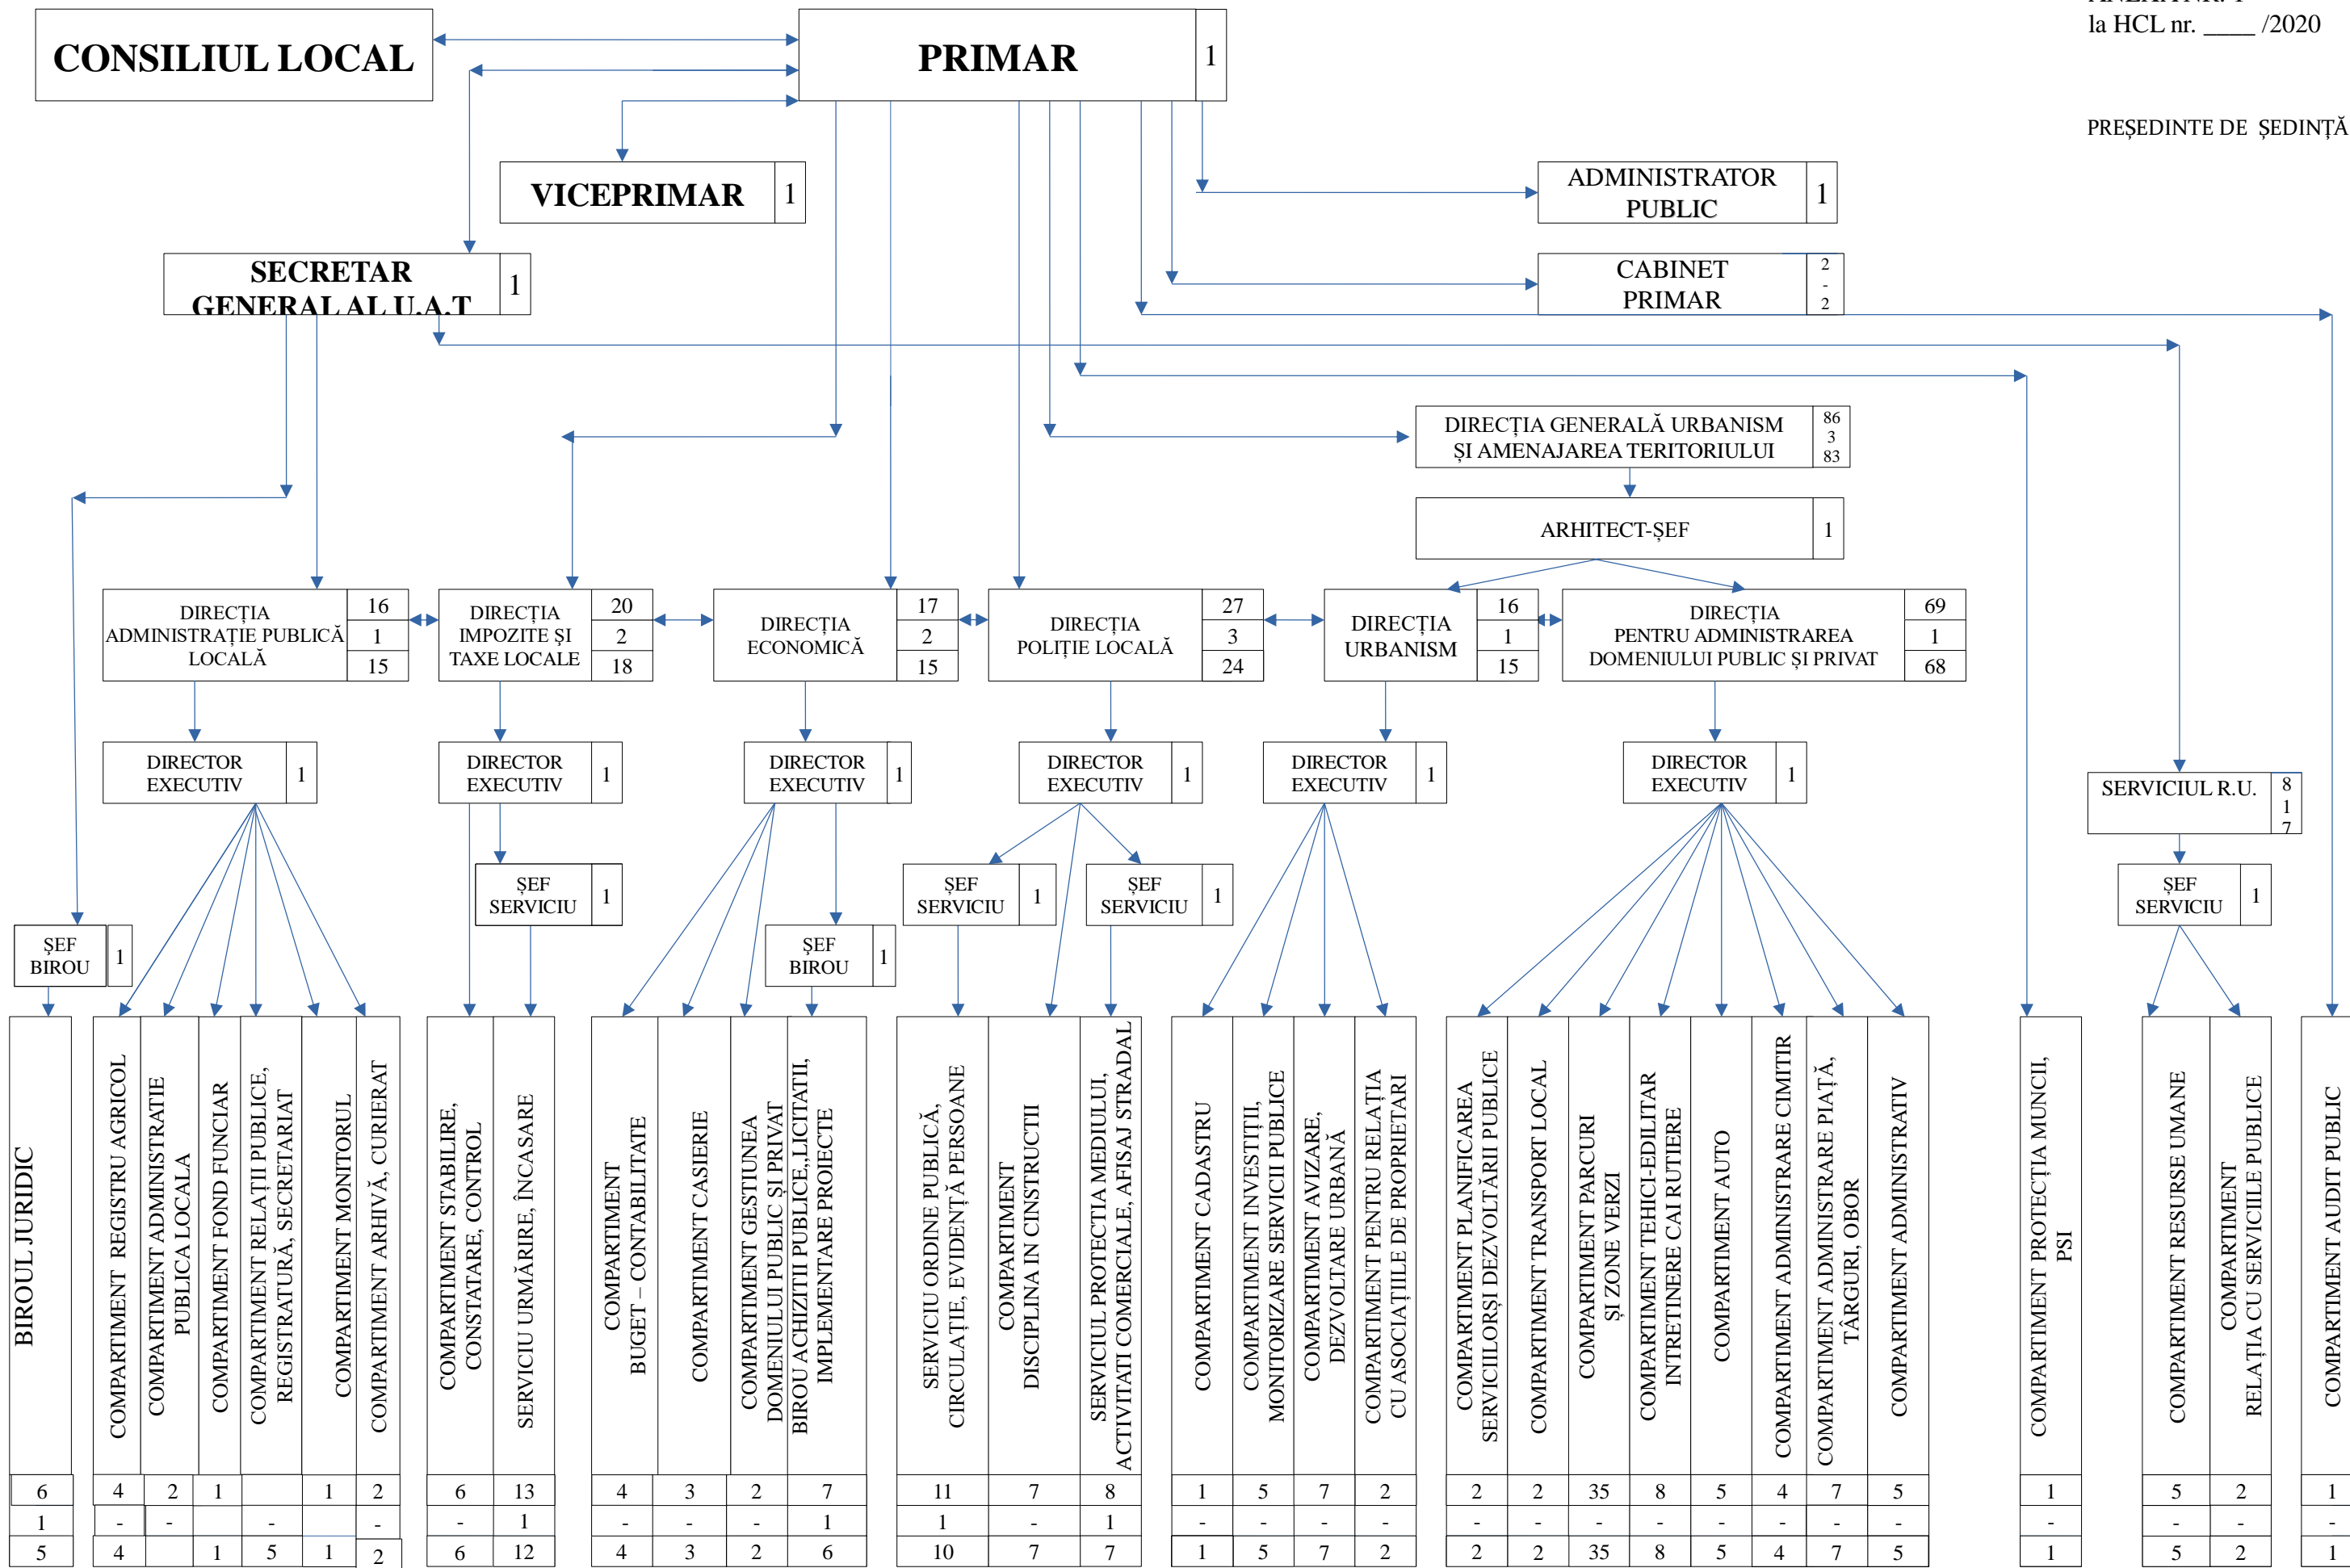 ANEXA NR. 1
la HCL nr. ____ /2020
PREȘEDINTE DE ȘEDINȚĂ
CONSILIUL LOCAL
PRIMAR
1
VICEPRIMAR
1
ADMINISTRATOR
PUBLIC
1
SECRETAR
GENERAL AL U.A.T
1
CABINET
PRIMAR
2
-
2
DIRECȚIA GENERALĂ URBANISM
ȘI AMENAJAREA TERITORIULUI
86
3
83
ARHITECT-ȘEF
1
DIRECȚIA
ADMINISTRAȚIE PUBLICĂ
LOCALĂ
16
1
15
DIRECȚIA
IMPOZITE ȘI
TAXE LOCALE
20
2
18
DIRECȚIA
ECONOMICĂ
17
2
15
DIRECȚIA
POLIȚIE LOCALĂ
27
3
24
DIRECȚIA
URBANISM
16
1
15
DIRECȚIA
PENTRU ADMINISTRAREA
DOMENIULUI PUBLIC ȘI PRIVAT
69
1
68
DIRECTOR
EXECUTIV
1
DIRECTOR
EXECUTIV
1
DIRECTOR
EXECUTIV
1
DIRECTOR
EXECUTIV
1
DIRECTOR
EXECUTIV
1
DIRECTOR
EXECUTIV
1
SERVICIUL R.U.
8
1
7
ȘEF
SERVICIU
1
ȘEF
SERVICIU
1
ȘEF
SERVICIU
1
ȘEF
SERVICIU
1
ȘEF
BIROU
1
ȘEF
BIROU
1
BIROUL JURIDIC
6
1
5
COMPARTIMENT REGISTRU AGRICOL
4
-
4
COMPARTIMENT ADMINISTRATIE
PUBLICA LOCALA
2
-
COMPARTIMENT FOND FUNCIAR
1
1
COMPARTIMENT RELAȚII PUBLICE,
REGISTRATURĂ, SECRETARIAT
-
5
COMPARTIMENT MONITORUL
1
1
COMPARTIMENT ARHIVĂ, CURIERAT
2
-
2
COMPARTIMENT STABILIRE,
CONSTATARE, CONTROL
6
-
6
SERVICIU URMĂRIRE, ÎNCASARE
13
1
12
COMPARTIMENT
BUGET – CONTABILITATE
4
-
4
COMPARTIMENT CASIERIE
3
-
3
COMPARTIMENT GESTIUNEA
DOMENIULUI PUBLIC ȘI PRIVAT
2
-
2
BIROU ACHIZITII PUBLICE,,LICITATII,
IMPLEMENTARE PROIECTE
7
1
6
SERVICIU ORDINE PUBLICĂ,
CIRCULAȚIE, EVIDENȚĂ PERSOANE
11
1
10
COMPARTIMENT
DISCIPLINA IN CINSTRUCTII
7
-
7
SERVICIUL PROTECTIA MEDIULUI,
ACTIVITATI COMERCIALE, AFISAJ STRADAL
8
1
7
COMPARTIMENT CADASTRU
1
-
1
COMPARTIMENT INVESTIȚII,
MONITORIZARE SERVICII PUBLICE
5
-
5
COMPARTIMENT AVIZARE,
DEZVOLTARE URBANĂ
7
-
7
COMPARTIMENT PENTRU RELAȚIA
CU ASOCIAȚIILE DE PROPRIETARI
2
-
2
COMPARTIMENT PLANIFICAREA
SERVICIILORȘI DEZVOLTĂRII PUBLICE
2
-
2
COMPARTIMENT TRANSPORT LOCAL
2
-
2
COMPARTIMENT PARCURI
ȘI ZONE VERZI
35
-
35
COMPARTIMENT TEHICI-EDILITAR
INTRETINERE CAI RUTIERE
8
-
8
COMPARTIMENT AUTO
5
-
5
COMPARTIMENT ADMINISTRARE CIMITIR
4
-
4
COMPARTIMENT ADMINISTRARE PIAȚĂ,
TÂRGURI, OBOR
7
-
7
COMPARTIMENT ADMINISTRATIV
5
-
5
COMPARTIMENT PROTECȚIA MUNCII,
PSI
1
-
1
COMPARTIMENT RESURSE UMANE
5
-
5
COMPARTIMENT
RELAȚIA CU SERVICIILE PUBLICE
2
-
2
COMPARTIMENT AUDIT PUBLIC
1
-
1